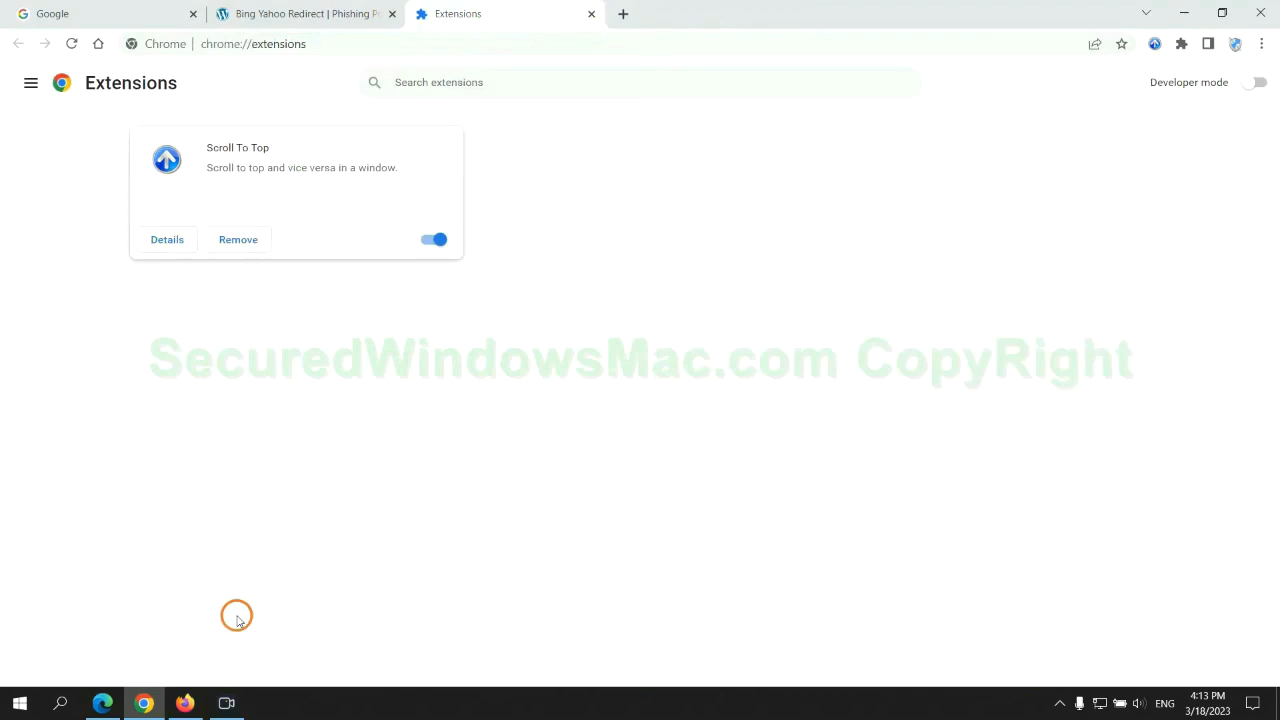 Google
Bing Yahoo Redirect | Phishing P
Extensions
Chrome | chrome://extensions
Extensions
Search extensions
Developer mode
Scroll To Top
Scroll to top and vice versa in a window.
Details
Remove
SecuredWindowsMac.com CopyRight
ENG
4:13 PM
3/18/2023